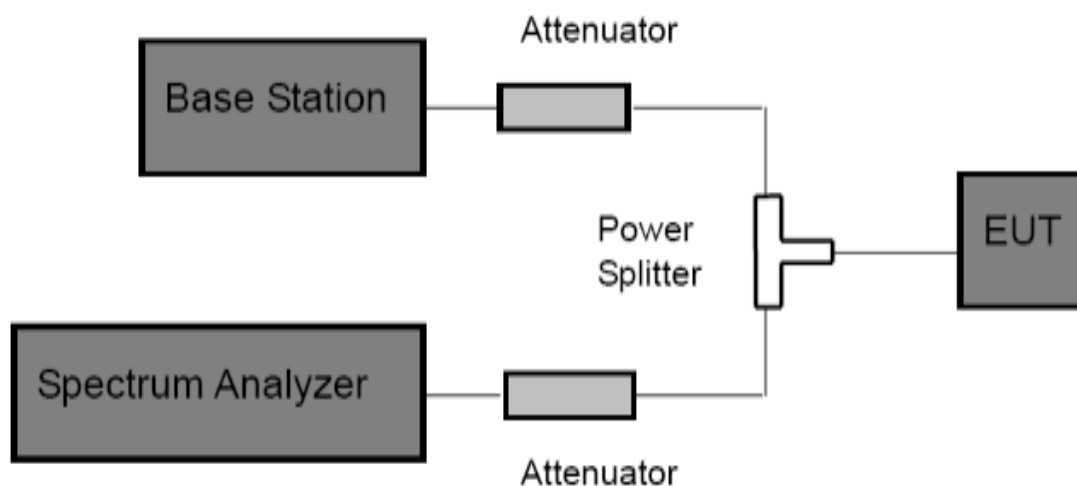 Attenuator
Base Station
Power
Splitter
EUT
Spectrum Analyzer
Attenuator